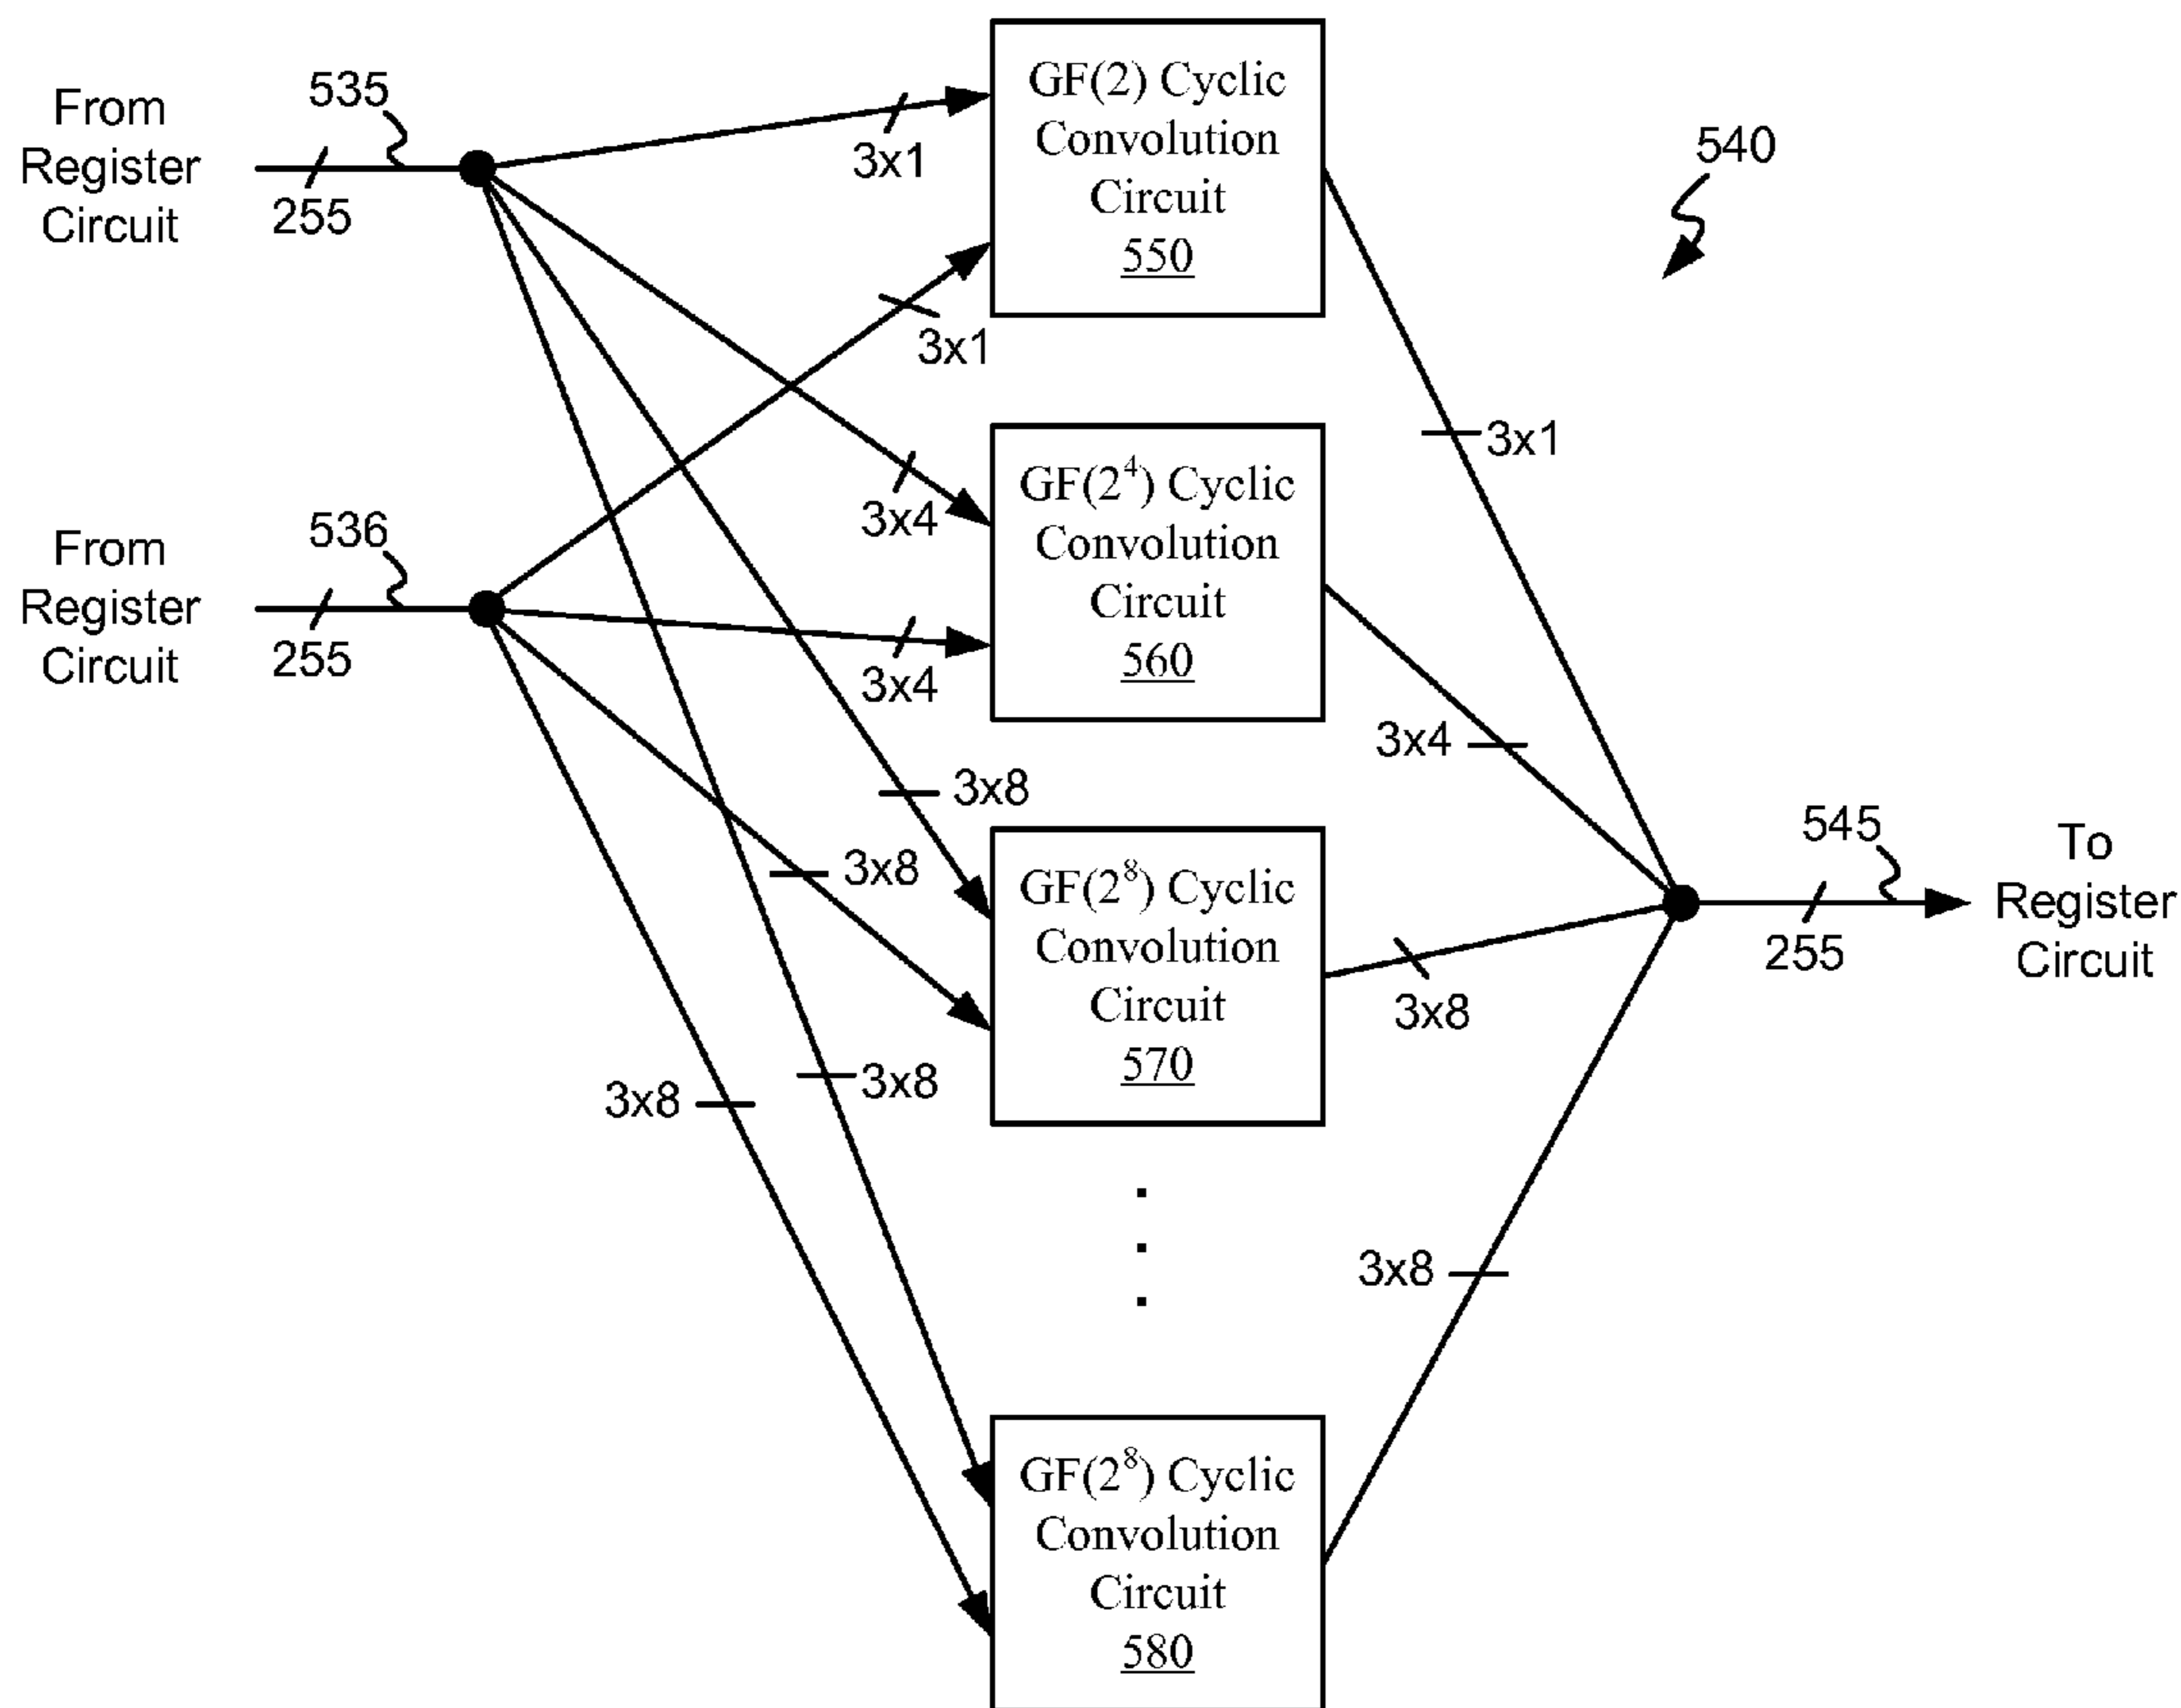 From
Register
Circuit
535
255
From
Register
Circuit
536
255
3x1
3x1
3x4
3x4
3x8
3x8
3x8
3x8
GF(2) Cyclic
Convolution
Circuit
550
GF(2⁴) Cyclic
Convolution
Circuit
560
GF(2⁸) Cyclic
Convolution
Circuit
570
GF(2⁸) Cyclic
Convolution
Circuit
580
540
3x1
3x4
3x8
3x8
545
255
To
Register
Circuit